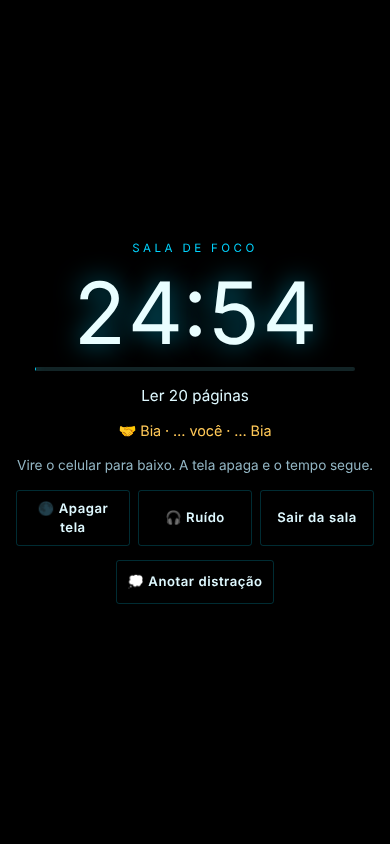 SALA DE FOCO
24:54
Ler 20 páginas
🤝 Bia · ... você · ... Bia
Vire o celular para baixo. A tela apaga e o tempo segue.
🌑 Apagar tela
🎧 Ruído
Sair da sala
💭 Anotar distração